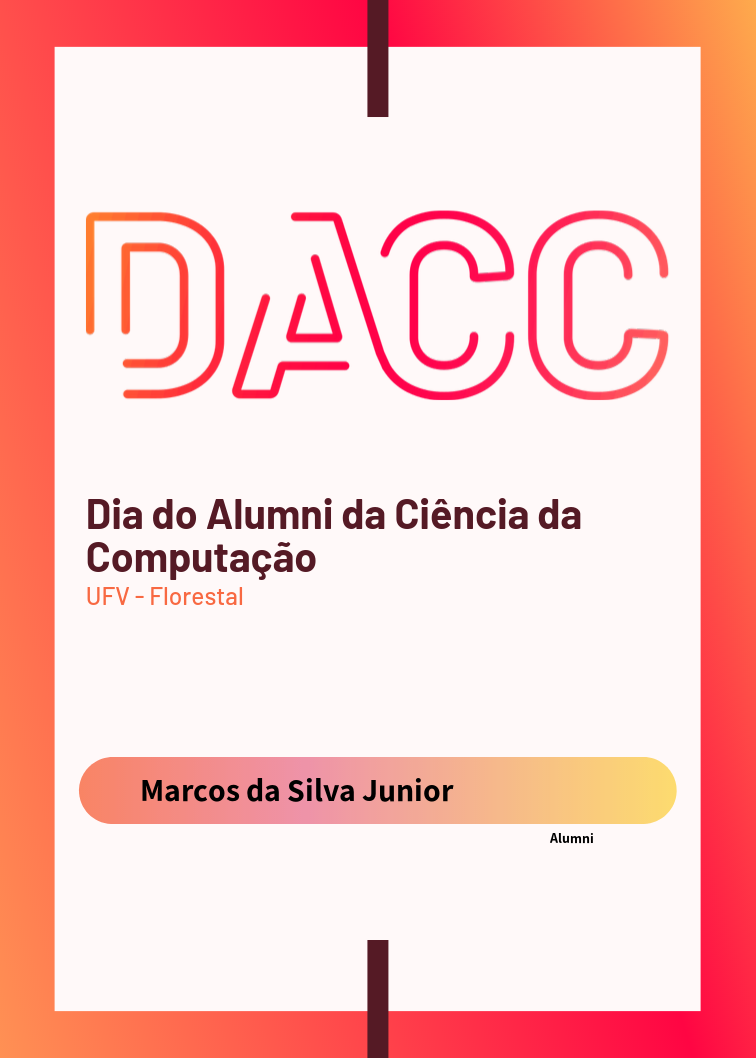 DACC
Dia do Alumni da Ciência da
Computação
UFV - Florestal
Marcos da Silva Junior
Alumni